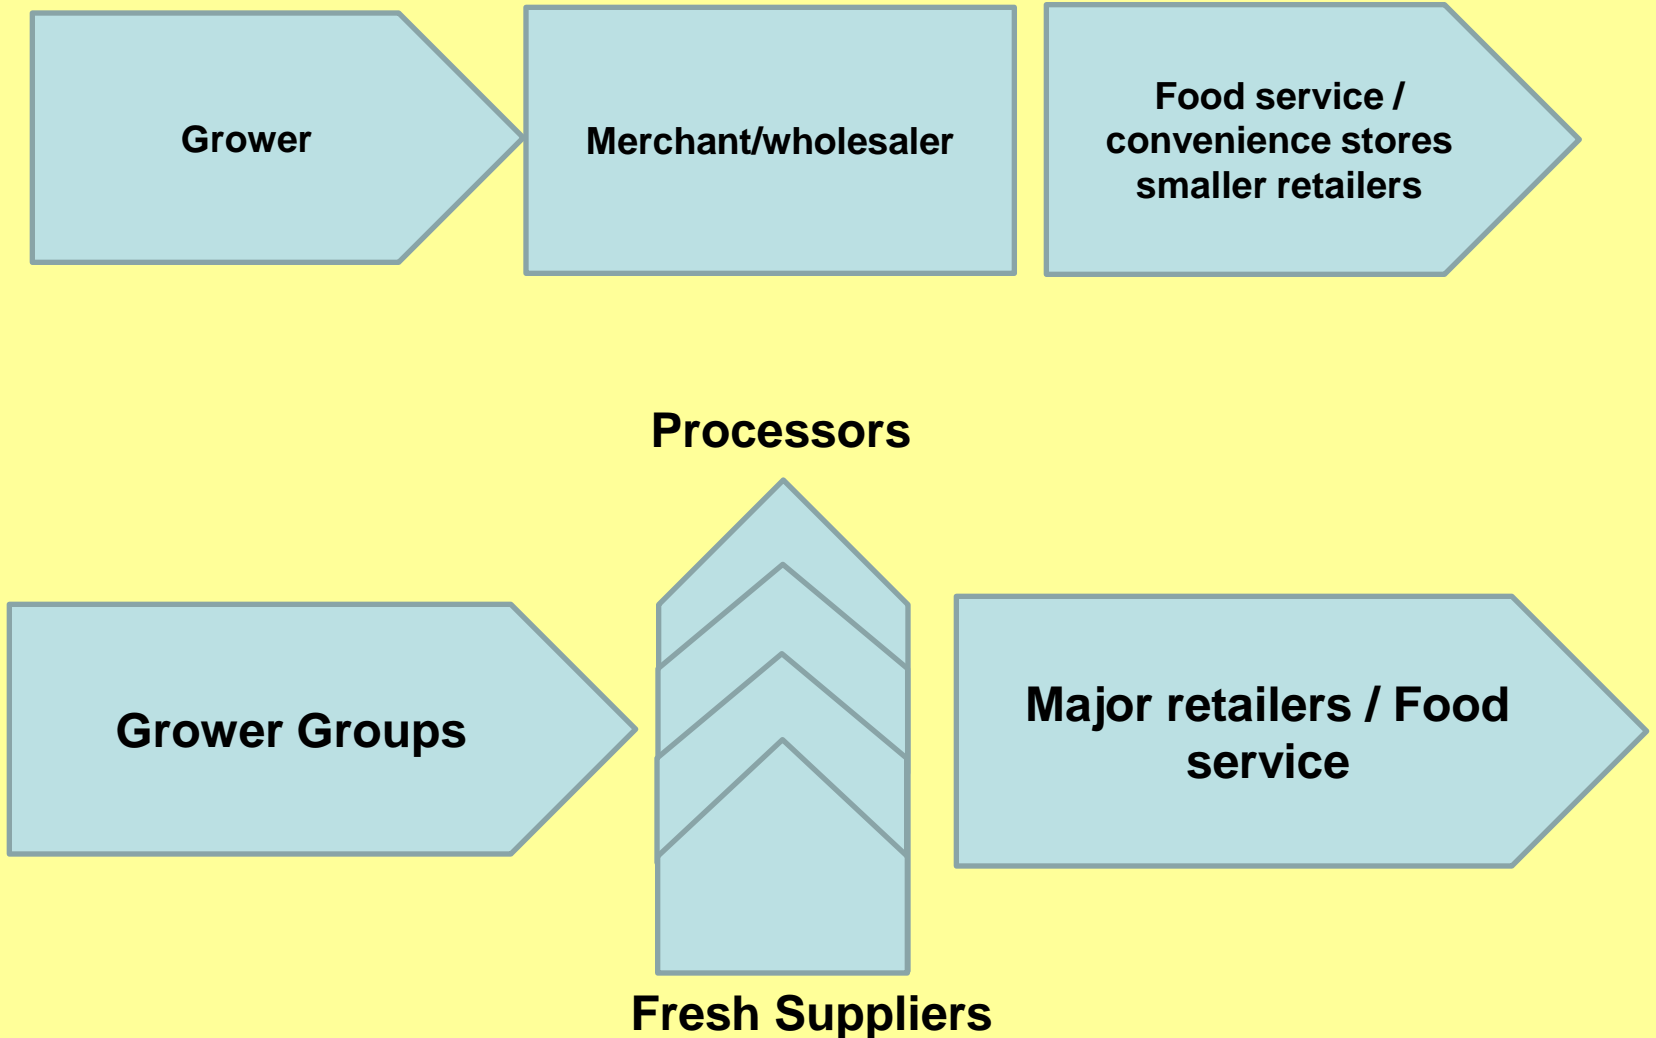 Grower
Merchant/wholesaler
Food service /
convenience stores
smaller retailers
Processors
Grower Groups
Major retailers / Food
service
Fresh Suppliers